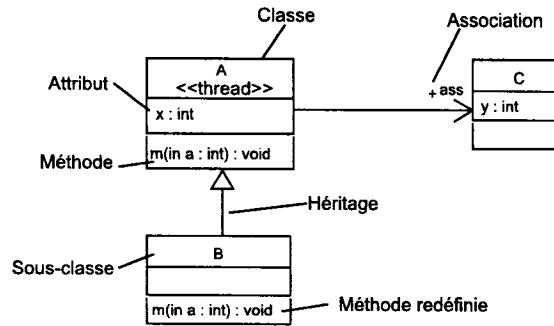 Classe
Association
A
<<thread>>
C
Attribut
+ ass
x : int
y : int
Méthode
m(in a : int) : void
Héritage
B
Sous-classe
m(in a : int) : void
Méthode redéfinie